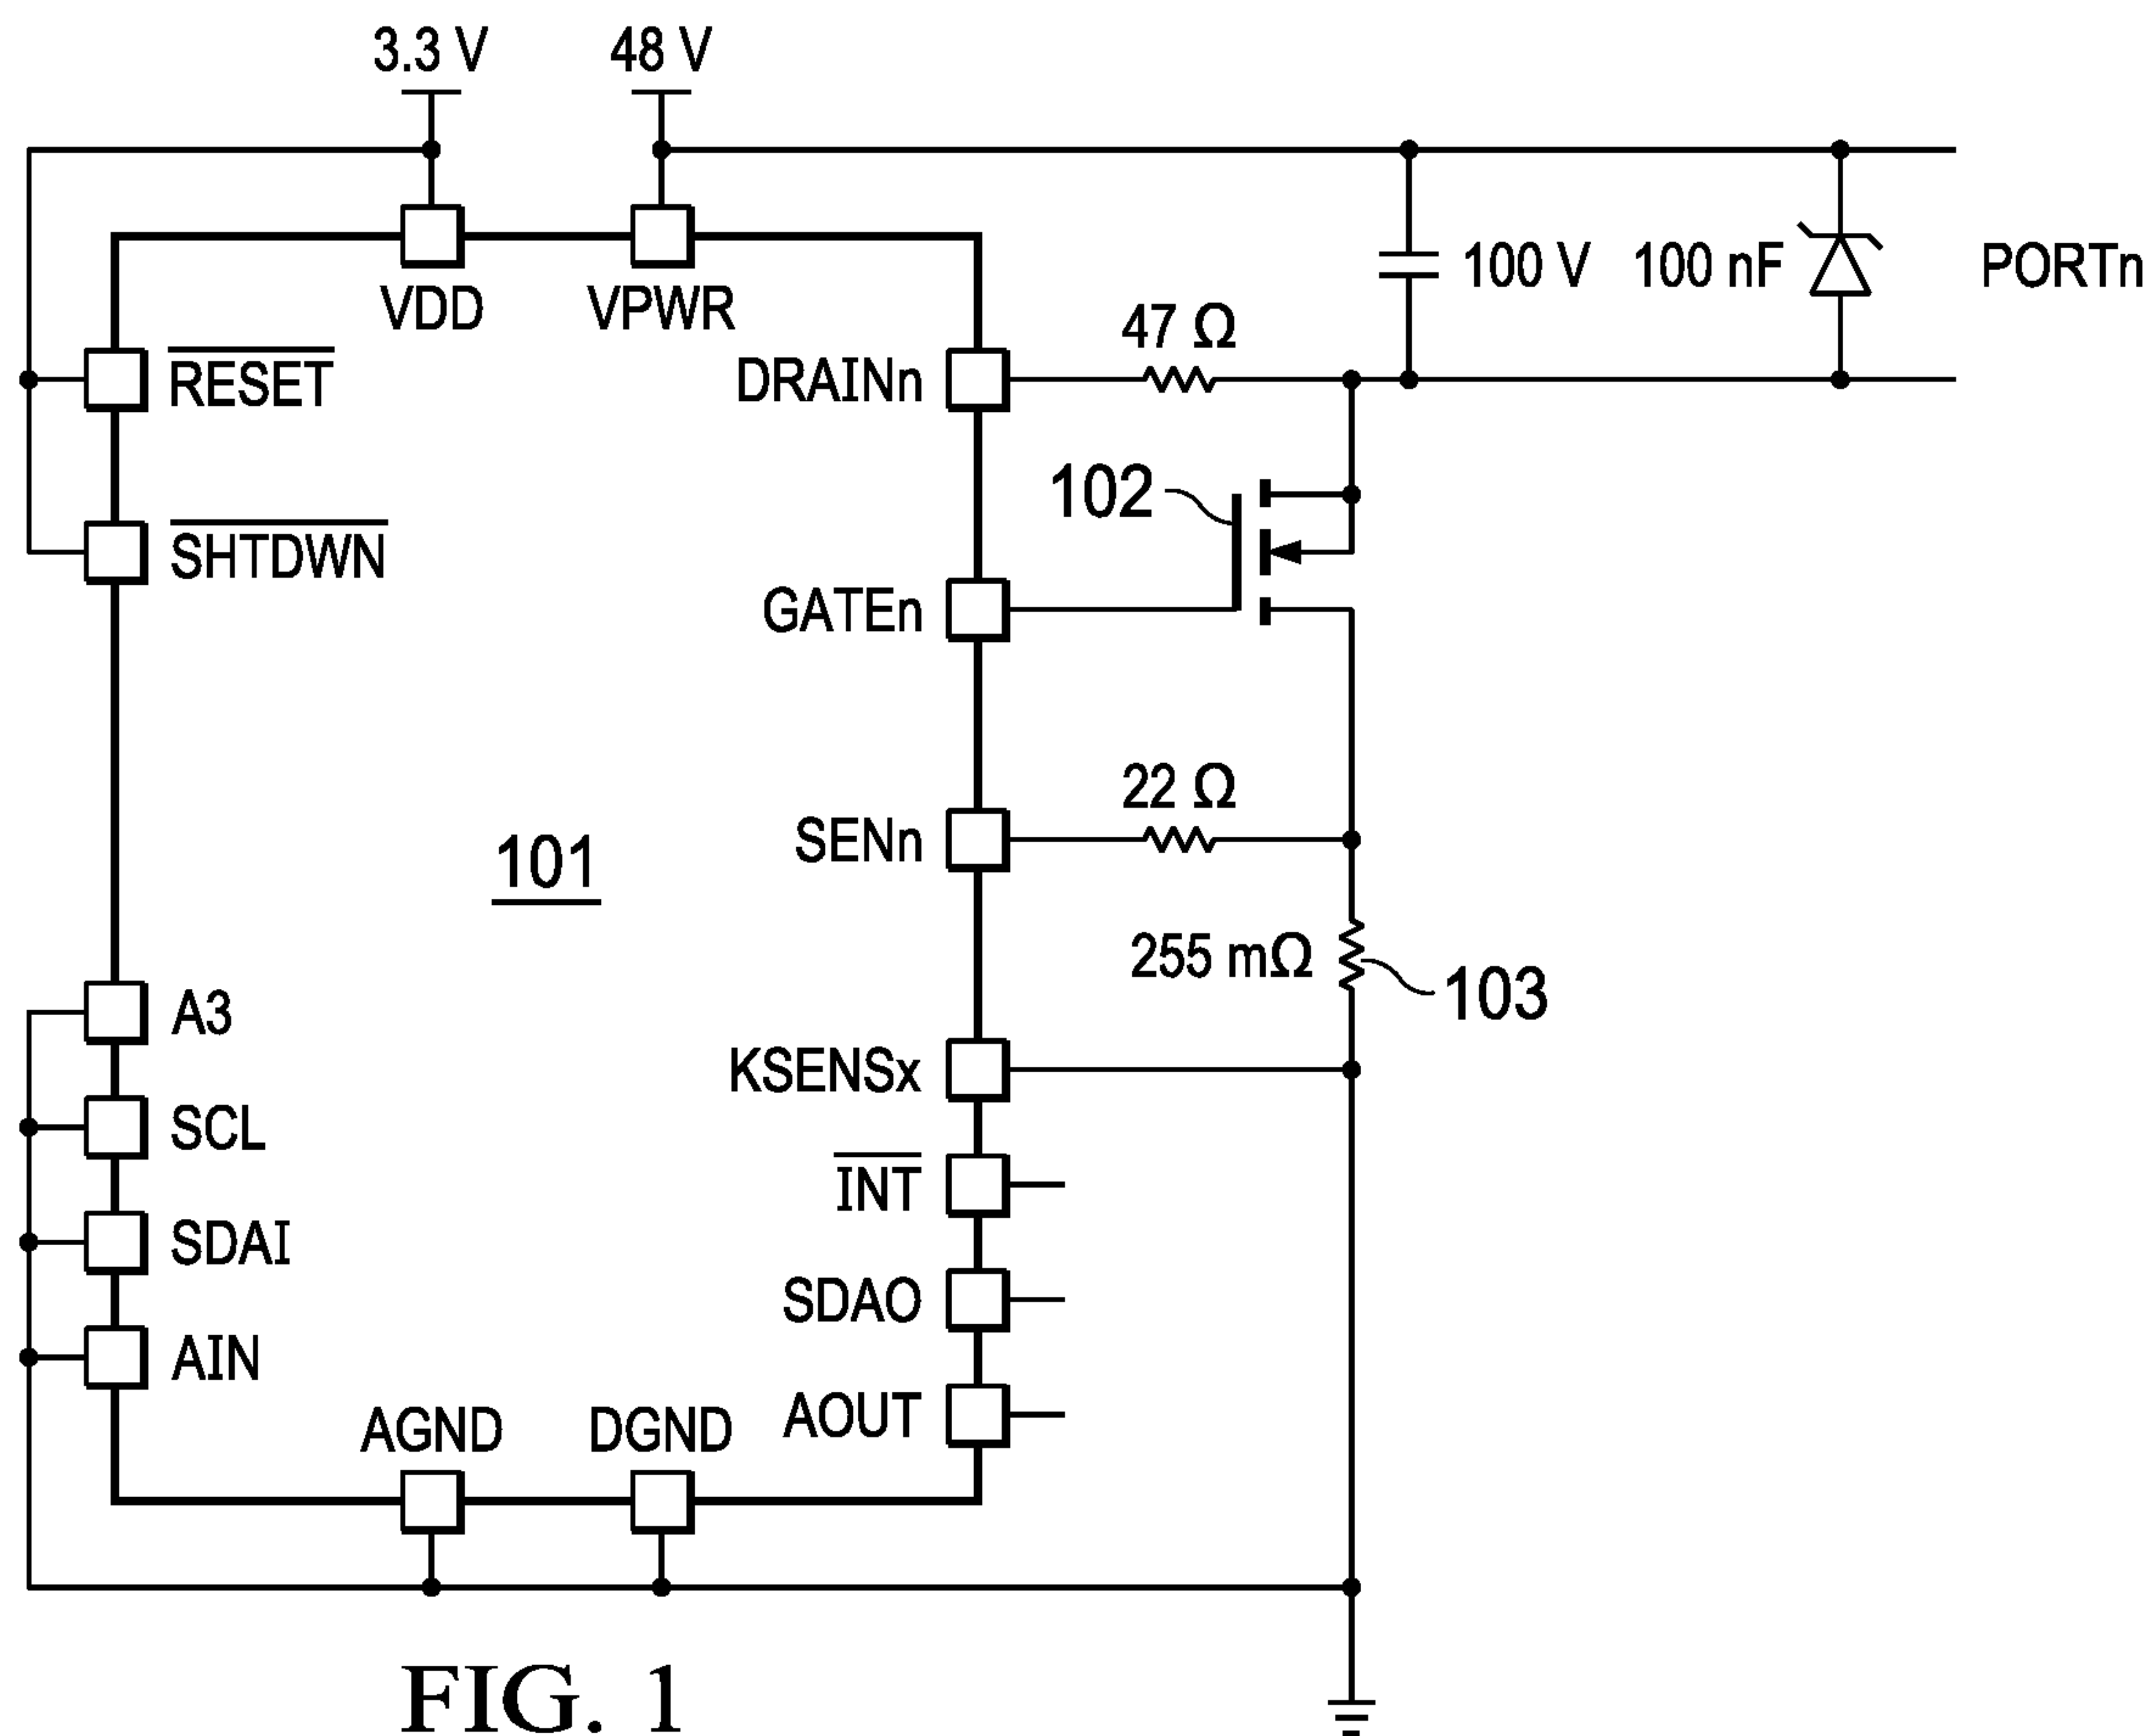 3.3 V
48 V
VDD
VPWR
100 V
100 nF
PORTn
RESET
DRAINn
47 Ω
102
SHTDWN
GATEn
22 Ω
SENn
101
255 mΩ
103
A3
KSENSx
SCL
INT
SDAI
SDAO
AIN
AOUT
AGND
DGND
FIG. 1